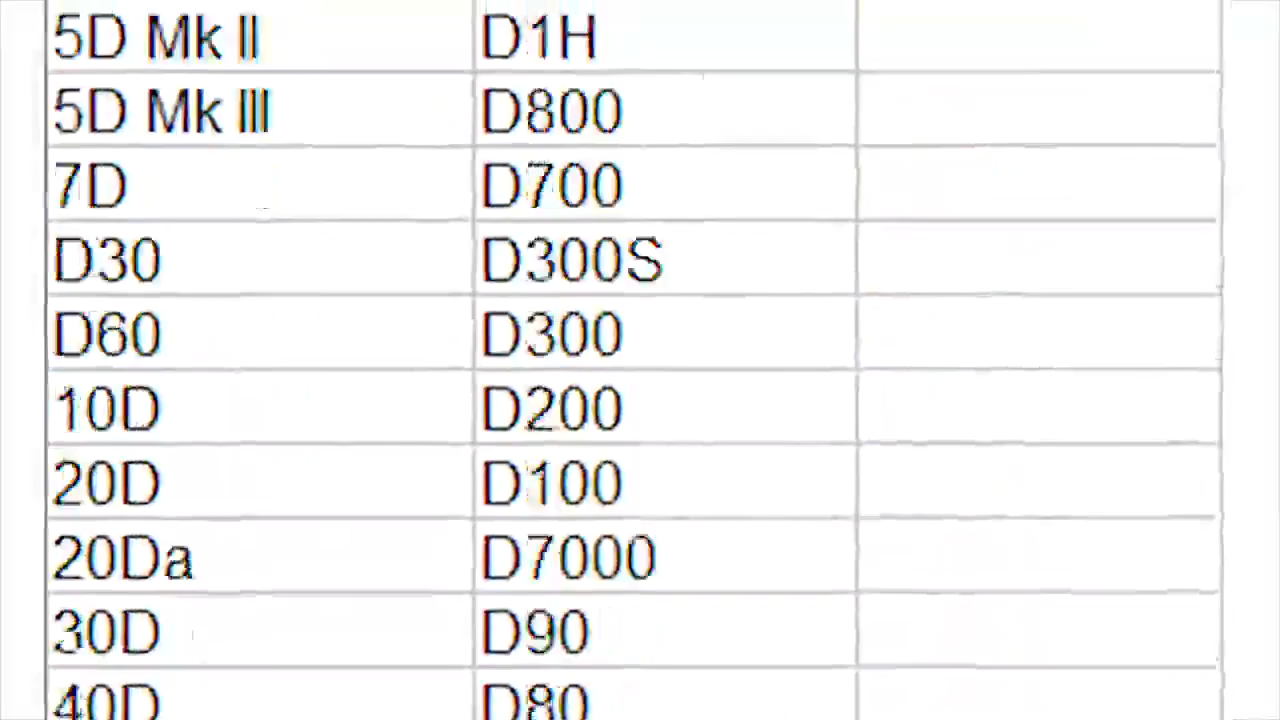 5D Mk II D1H
5D Mk III D800
7D D700
D30 D300S
D60 D300
10D D200
20D D100
20Da D7000
30D D90
40D D80